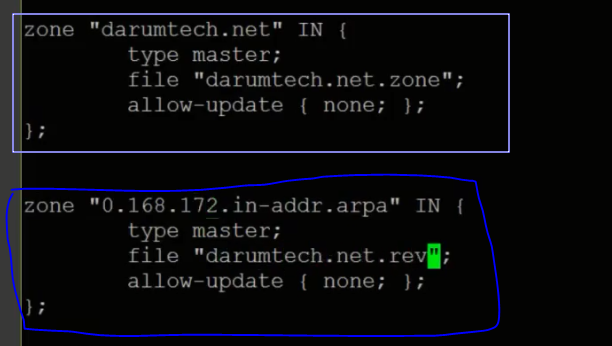 zone "darumtech.net" IN {
type master;
file "darumtech.net.zone";
allow-update { none; };
};
zone "0.168.172.in-addr.arpa" IN {
type master;
file "darumtech.net.rev";
allow-update { none; };
};